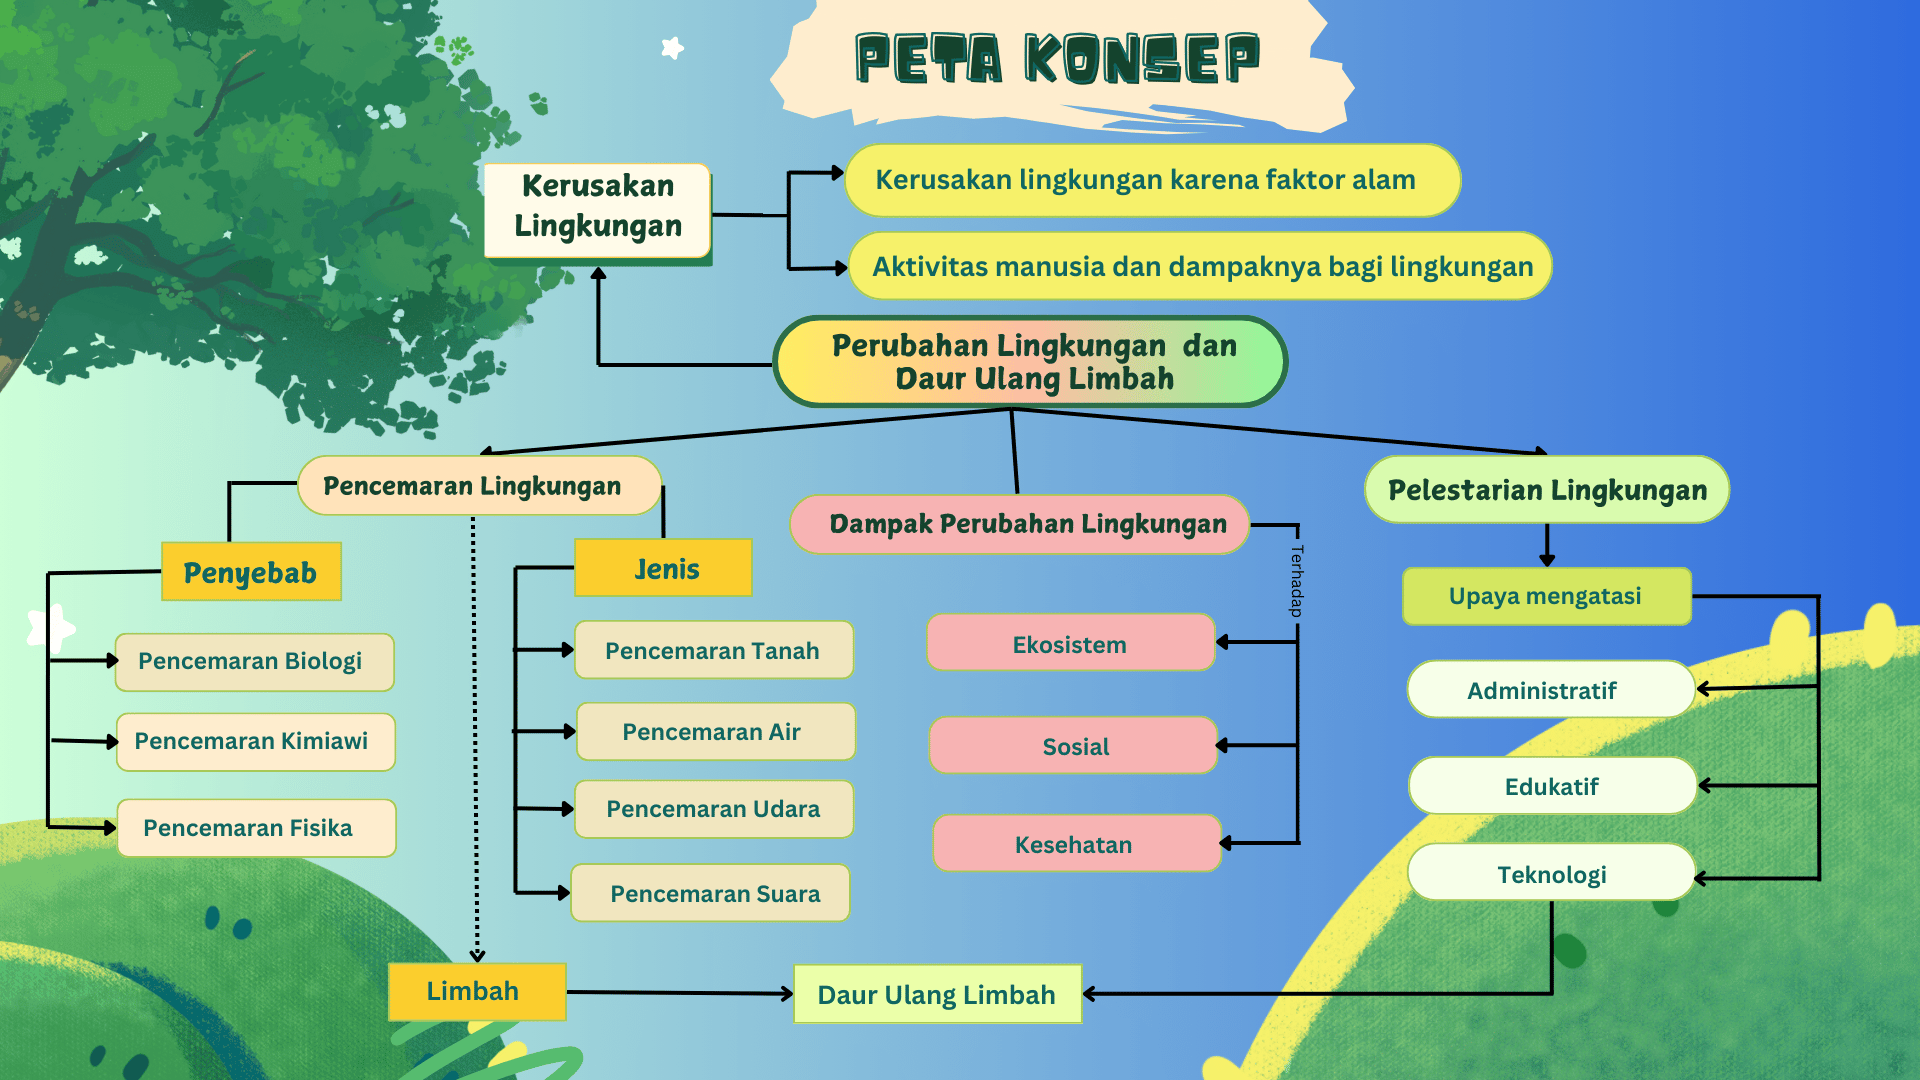 PETA KONSEP
Kerusakan
Lingkungan
Kerusakan lingkungan karena faktor alam
Aktivitas manusia dan dampaknya bagi lingkungan
Perubahan Lingkungan dan
Daur Ulang Limbah
Pencemaran Lingkungan
Penyebab
Pencemaran Biologi
Pencemaran Kimiawi
Pencemaran Fisika
Jenis
Pencemaran Tanah
Pencemaran Air
Pencemaran Udara
Pencemaran Suara
Dampak Perubahan Lingkungan
Terhadap
Ekosistem
Sosial
Kesehatan
Pelestarian Lingkungan
Upaya mengatasi
Administratif
Edukatif
Teknologi
Limbah
Daur Ulang Limbah